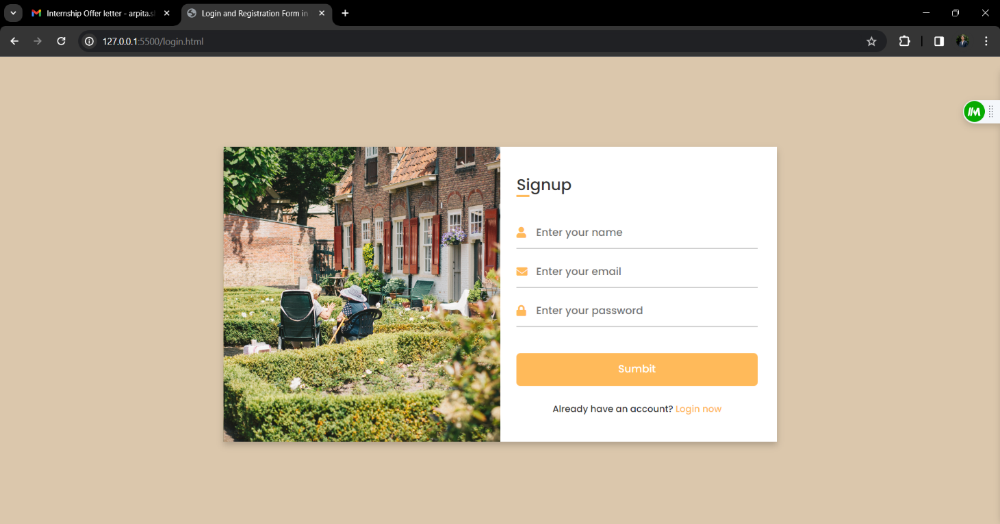 Internship Offer letter - arpita.sl
Login and Registration Form in
127.0.0.1:5500/login.html
M
Signup
Enter your name
Enter your email
Enter your password
Sumbit
Already have an account? Login now